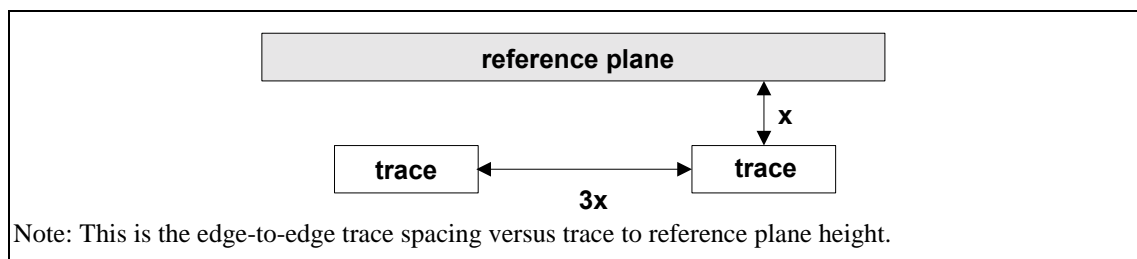 reference plane
x
trace
trace
3x
Note: This is the edge-to-edge trace spacing versus trace to reference plane height.